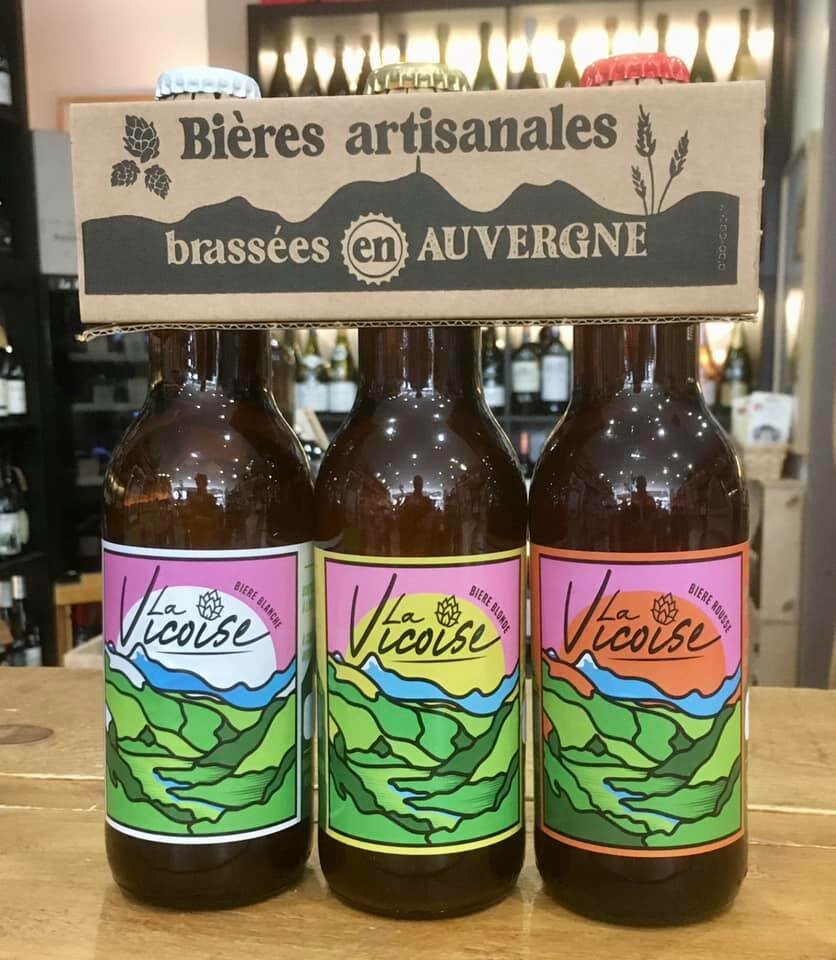 Bières artisanales
brassées en AUVERGNE
La
Vicoise
BIERE BLANCHE
La
Vicoise
BIERE BLONDE
La
Vicoise
BIERE ROUSSE